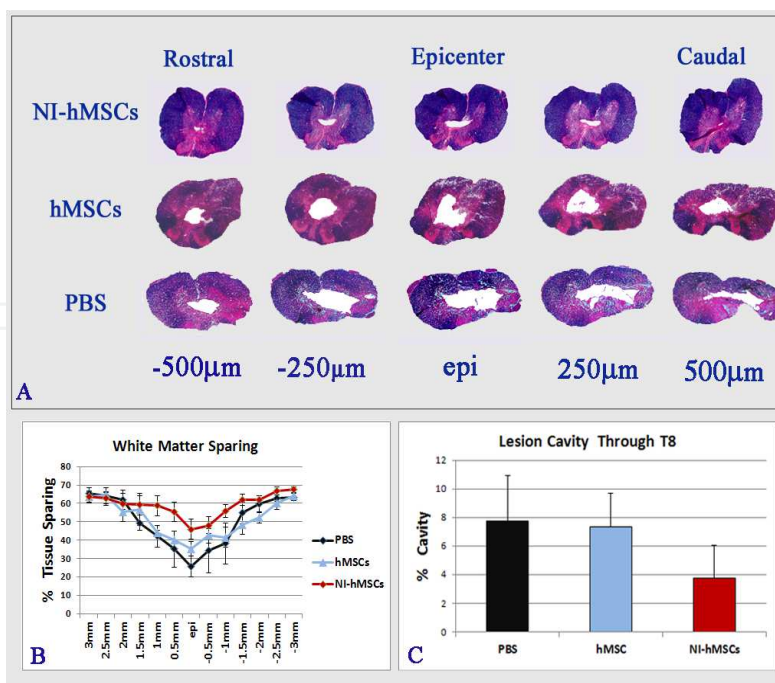 Rostral Epicenter Caudal
NI-hMSCs
hMSCs
PBS
-500μm -250μm epi 250μm 500μm
A
White Matter Sparing
% Tissue Sparing
80
70
60
50
40
30
20
10
0
3mm 2.5mm 2mm 1.5mm 1mm 0.5mm epi -0.5mm -1mm -1.5mm -2mm -2.5mm -3mm
PBS
hMSCs
NI-hMSCs
B
Lesion Cavity Through T8
% Cavity
12
10
8
6
4
2
0
PBS hMSC NI-hMSCs
C